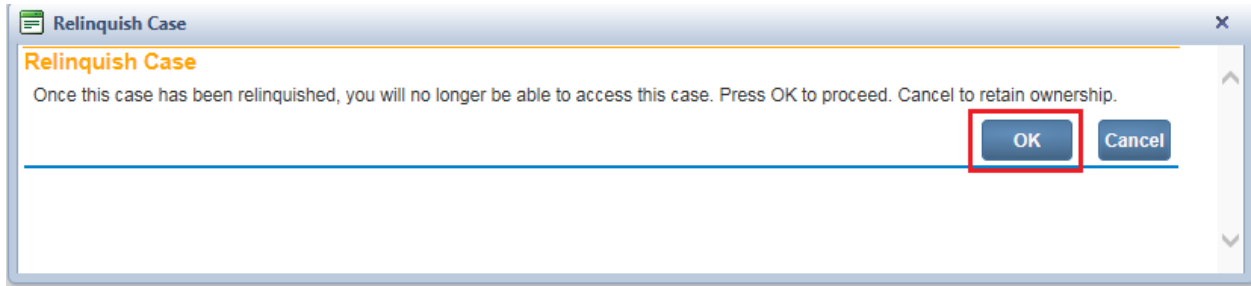 Relinquish Case
Relinquish Case
Once this case has been relinquished, you will no longer be able to access this case. Press OK to proceed. Cancel to retain ownership.
OK Cancel